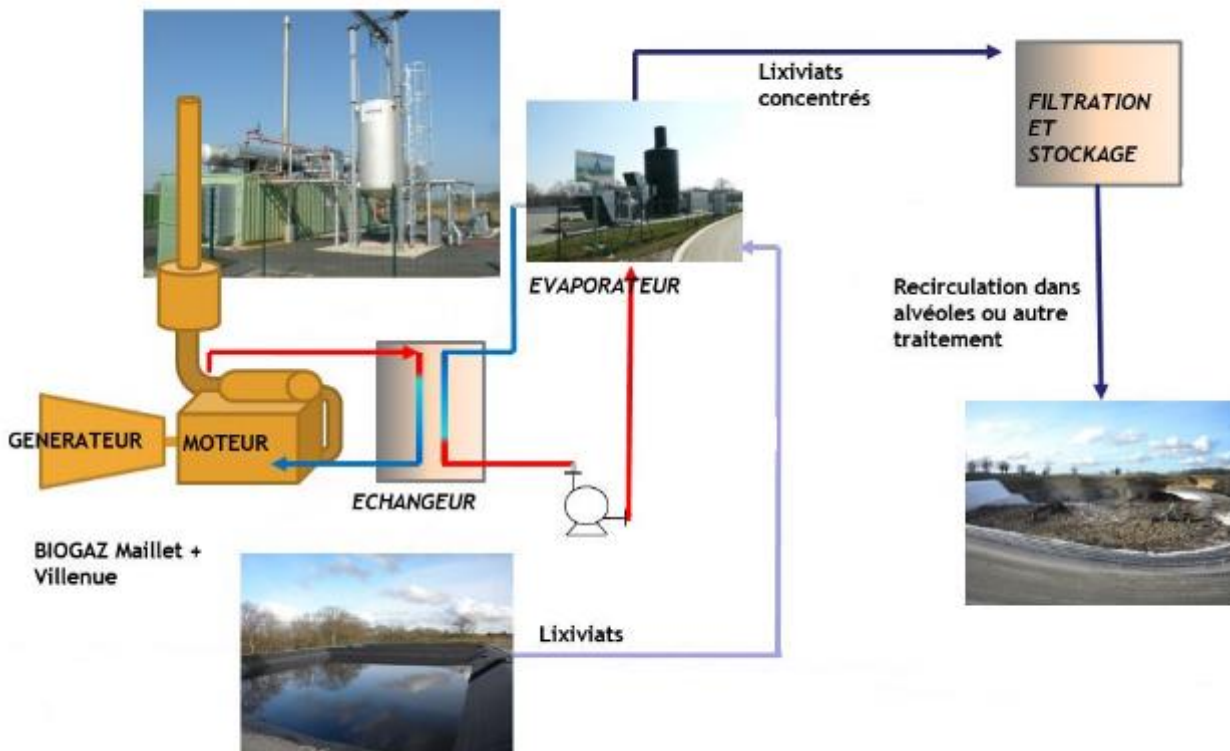 Lixiviats
concentrés
FILTRATION
ET
STOCKAGE
EVAPORATEUR
Recirculation dans
alvéoles ou autre
traitement
GENERATEUR
MOTEUR
ECHANGEUR
BIOGAZ Maillet +
Villenue
Lixiviats